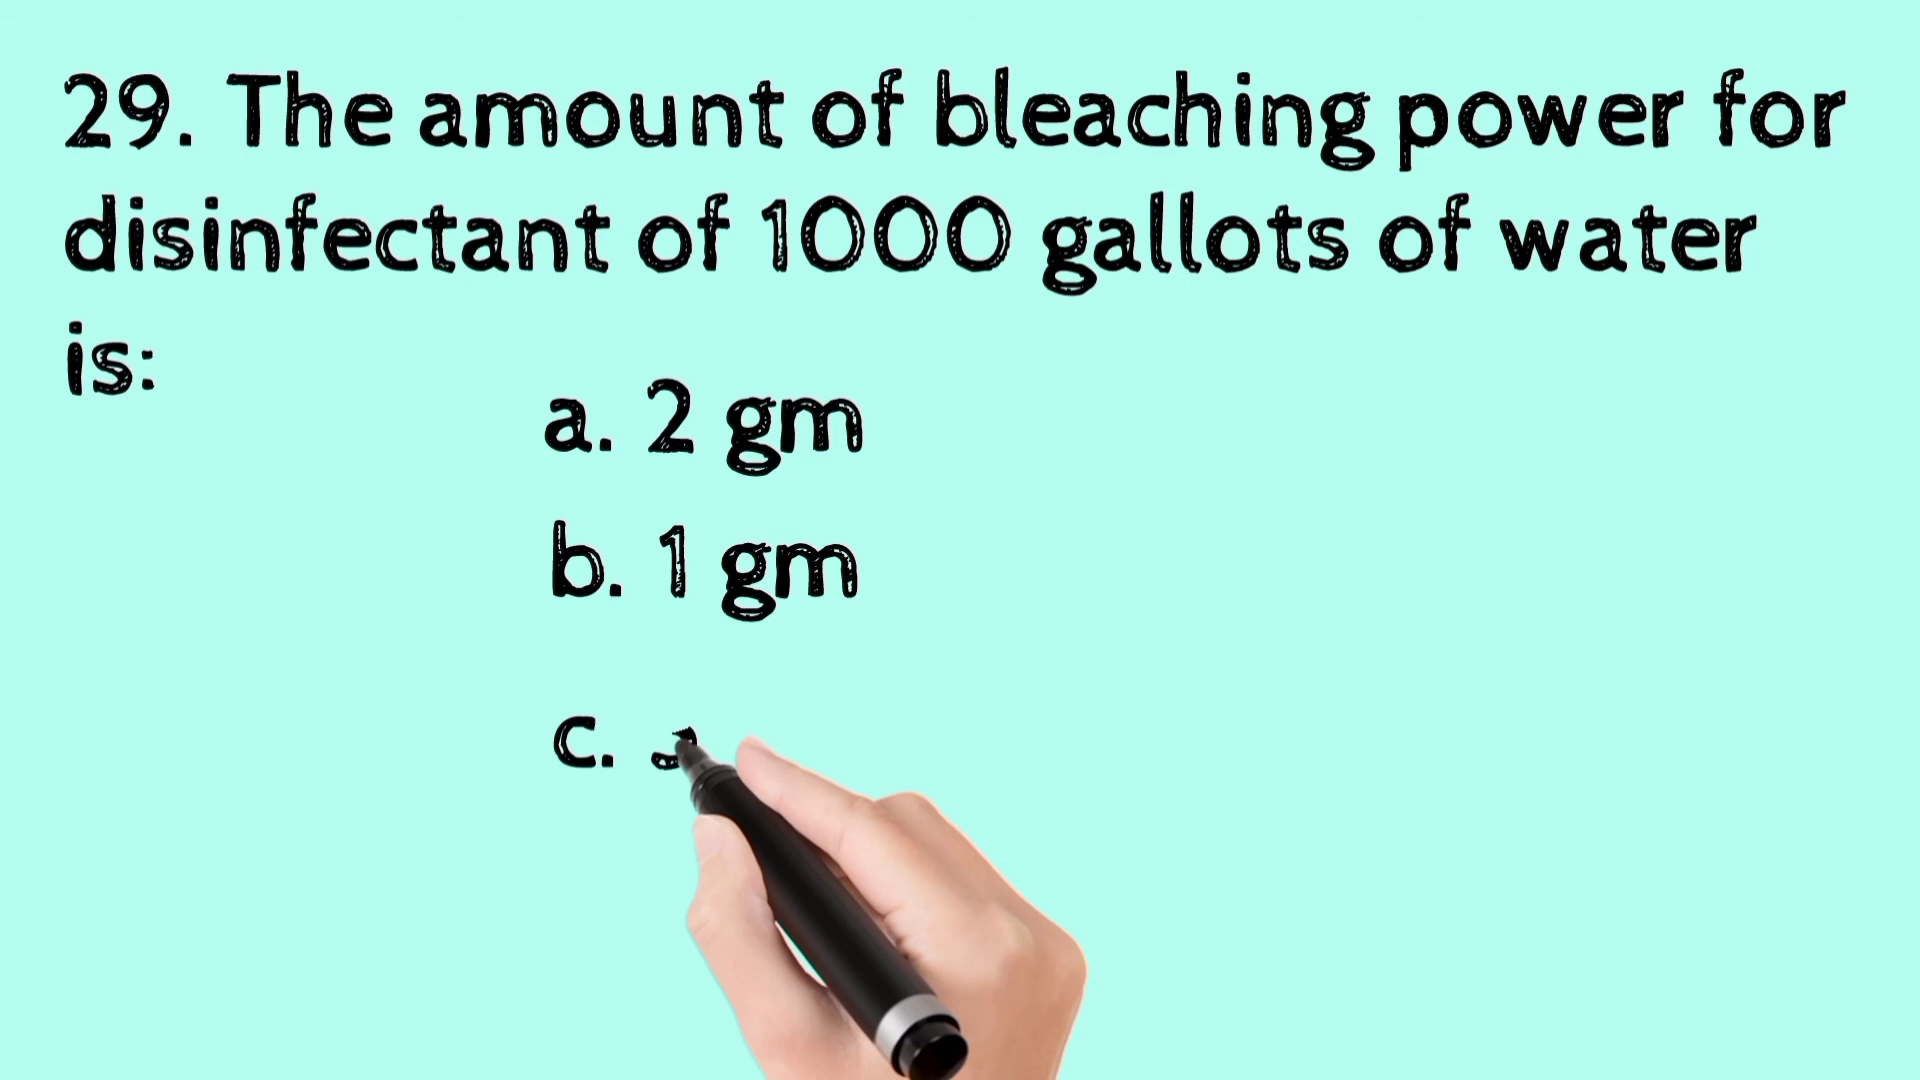 29. The amount of bleaching power for
disinfectant of 1000 gallots of water
is:
a. 2 gm
b. 1 gm
c.